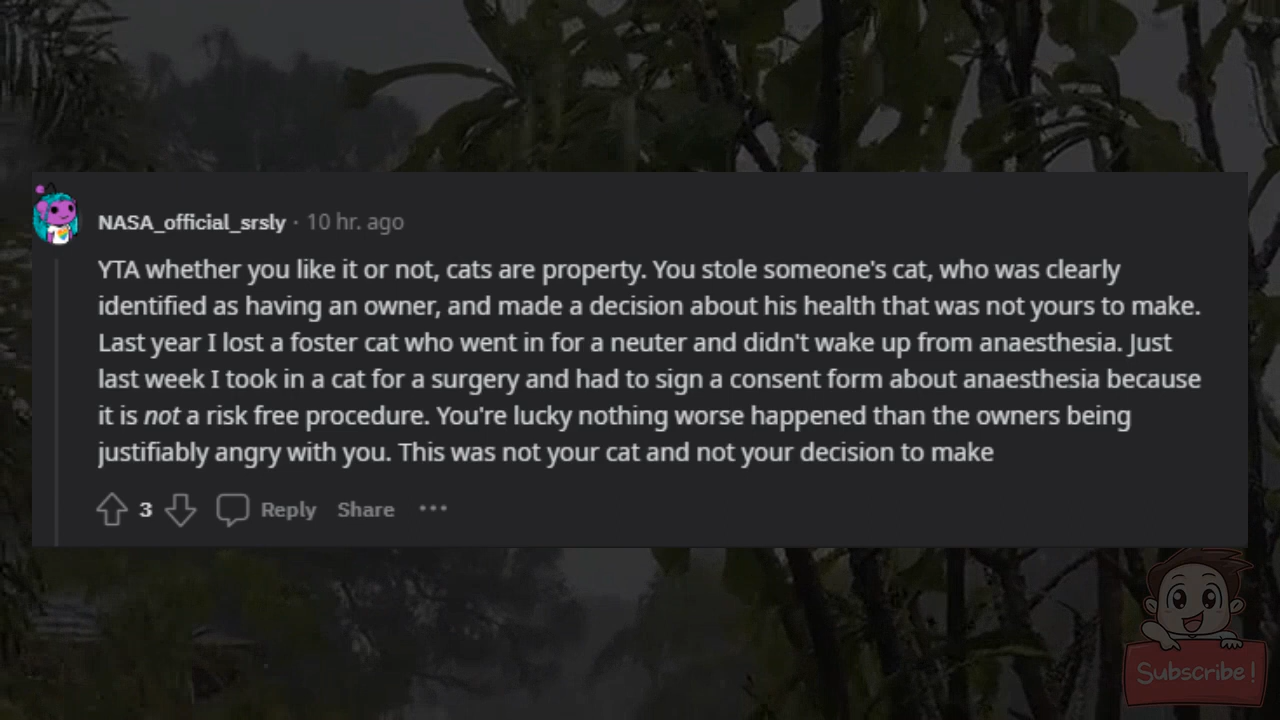 NASA_official_srsly · 10 hr. ago
YTA whether you like it or not, cats are property. You stole someone's cat, who was clearly
identified as having an owner, and made a decision about his health that was not yours to make.
Last year I lost a foster cat who went in for a neuter and didn't wake up from anaesthesia. Just
last week I took in a cat for a surgery and had to sign a consent form about anaesthesia because
it is not a risk free procedure. You're lucky nothing worse happened than the owners being
justifiably angry with you. This was not your cat and not your decision to make
3 Reply Share ···
Subscribe!